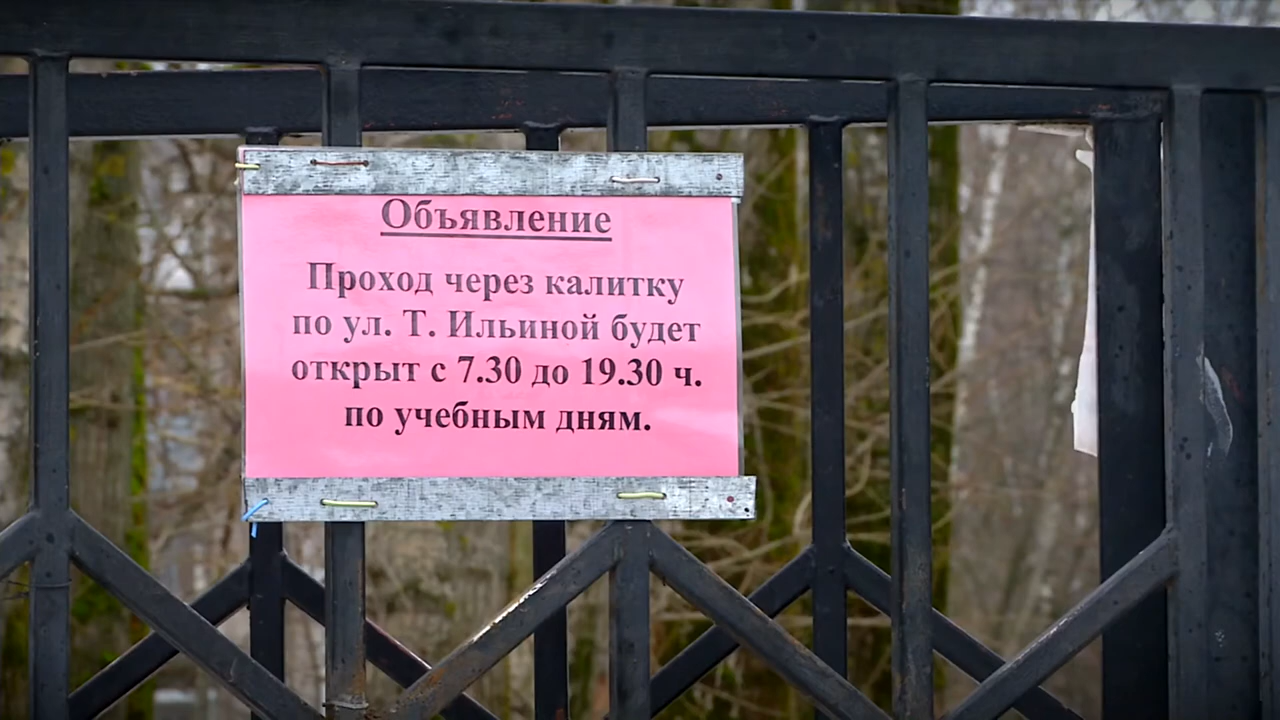 Объявление
Проход через калитку
по ул. Т. Ильиной будет
открыт с 7.30 до 19.30 ч.
по учебным дням.